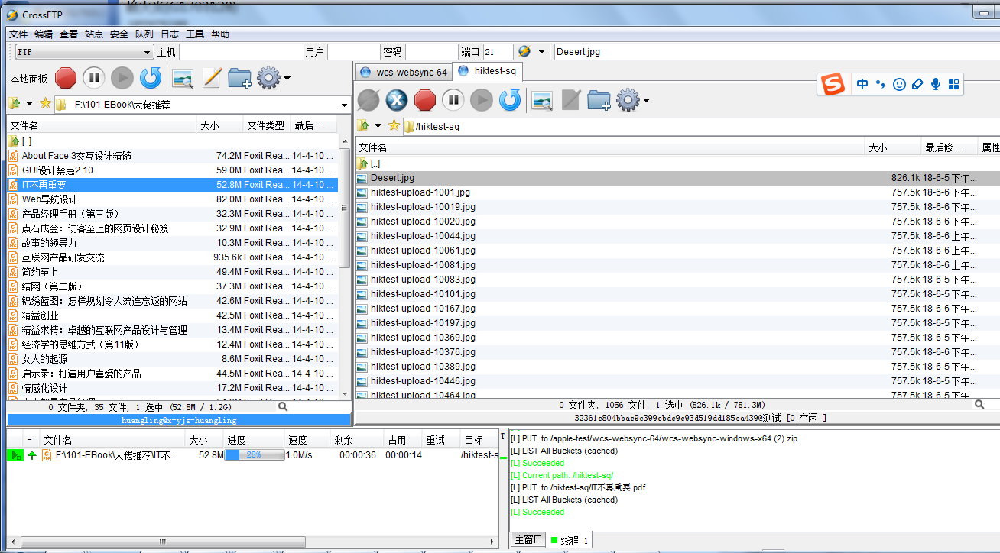 CrossFTP
文件 编辑 查看 站点 安全 队列 日志 工具 帮助
FTP 主机 用户 密码 端口 21 Desert.jpg
本地面板
F:\101-EBook\大佬推荐
文件名 大小 文件类型 最后...
[..]
About Face 3交互设计精髓 74.2M Foxit Rea... 14-4-10 ...
GUI设计禁忌2.10 59.0M Foxit Rea... 14-4-10 ...
IT不再重要 52.8M Foxit Rea... 14-4-10 ...
Web导航设计 82.0M Foxit Rea... 14-4-10 ...
产品经理手册（第三版） 32.3M Foxit Rea... 14-4-10 ...
点石成金：访客至上的网页设计秘笈 32.9M Foxit Rea... 14-4-10 ...
故事的领导力 10.3M Foxit Rea... 14-4-10 ...
互联网产品研发交流 935.6k Foxit Rea... 14-4-10 ...
简约至上 49.4M Foxit Rea... 14-4-10 ...
结网（第二版） 37.3M Foxit Rea... 14-4-10 ...
锦绣蓝图：怎样规划令人流连忘返的网站 42.6M Foxit Rea... 14-4-10 ...
精益创业 42.5M Foxit Rea... 14-4-10 ...
精益求精：卓越的互联网产品设计与管理 13.4M Foxit Rea... 14-4-10 ...
经济学的思维方式（第11版） 12.4M Foxit Rea... 14-4-10 ...
女人的起源 8.6M Foxit Rea... 14-4-10 ...
启示录：打造用户喜爱的产品 44.5M Foxit Rea... 14-4-10 ...
情感化设计 17.2M Foxit Rea... 14-4-10 ...
0 文件夹, 35 文件, 1 选中 (52.8M / 1.2G)
huangling@x-yjs-huangling
wcs-websync-64 hiktest-sq
中
/hiktest-sq
文件名 大小 最后修... 属性
[..]
Desert.jpg 826.1k 18-6-5 下午...
hiktest-upload-1001.jpg 757.5k 18-6-6 下午...
hiktest-upload-10019.jpg 757.5k 18-6-5 下午...
hiktest-upload-10020.jpg 757.5k 18-6-6 下午...
hiktest-upload-10044.jpg 757.5k 18-6-6 上午...
hiktest-upload-10061.jpg 757.5k 18-6-6 上午...
hiktest-upload-10081.jpg 757.5k 18-6-6 上午...
hiktest-upload-10083.jpg 757.5k 18-6-5 下午...
hiktest-upload-10101.jpg 757.5k 18-6-5 下午...
hiktest-upload-10167.jpg 757.5k 18-6-6 下午...
hiktest-upload-10197.jpg 757.5k 18-6-5 下午...
hiktest-upload-10369.jpg 757.5k 18-6-6 下午...
hiktest-upload-10376.jpg 757.5k 18-6-6 下午...
hiktest-upload-10389.jpg 757.5k 18-6-6 下午...
hiktest-upload-10446.jpg 757.5k 18-6-5 下午...
hiktest-upload-10464.jpg 757.5k 18-6-6 下午...
0 文件夹, 1056 文件, 1 选中 (826.1k / 781.3M)
32361c804bbac9c399cbdc9c93d519dd185ea439@测试 [0 空闲 ]
- 文件名 大小 进度 速度 剩余 占用 重试 目标
F:\101-EBook\大佬推荐\IT不... 52.8M 28% 1.0M/s 00:00:36 00:00:14 /hiktest-s
T
[L] PUT to /apple-test/wcs-websync-64/wcs-websync-windows-x64 (2).zip
[L] LIST All Buckets (cached)
[L] Succeeded
[L] Current path: /hiktest-sq/
[L] PUT to /hiktest-sq/IT不再重要.pdf
[L] LIST All Buckets (cached)
[L] Succeeded
主窗口 线程 1